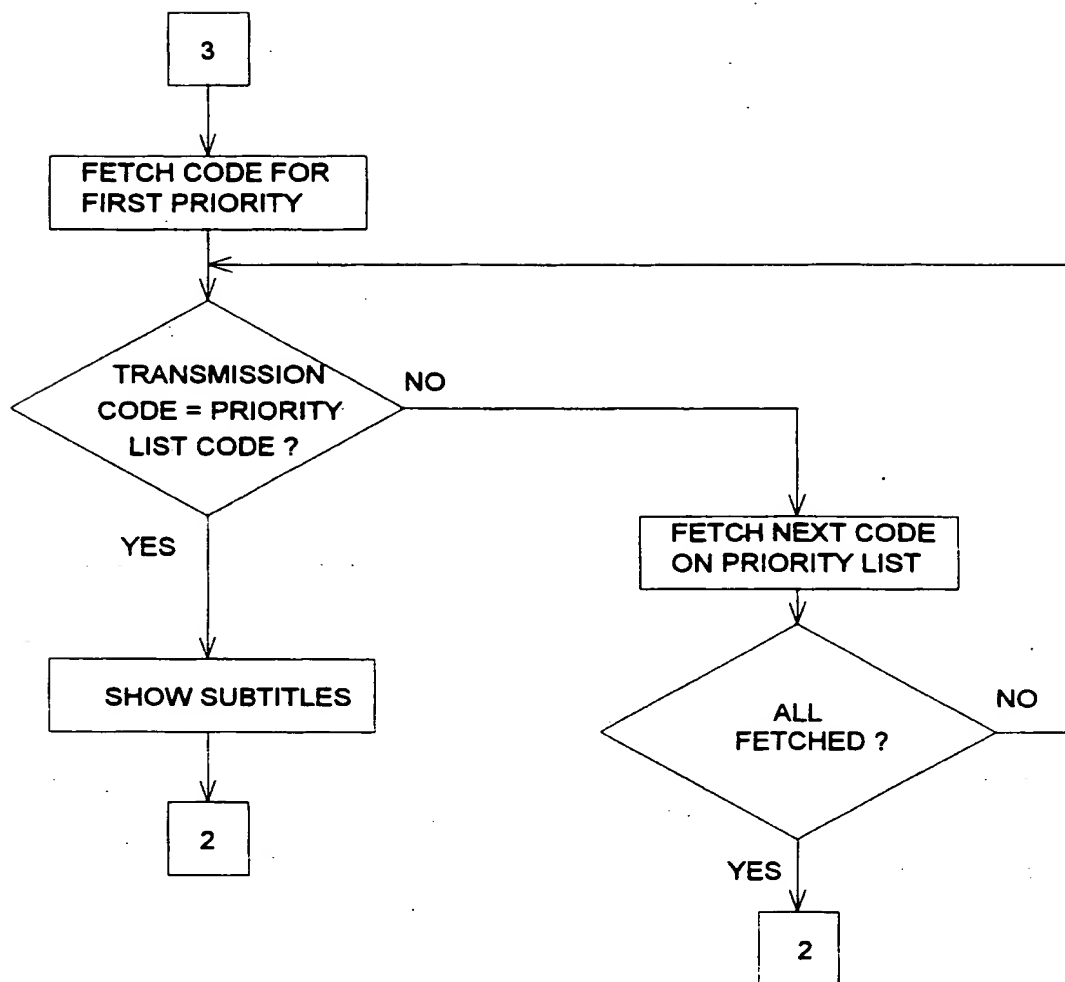 3
FETCH CODE FOR
FIRST PRIORITY
TRANSMISSION
CODE = PRIORITY
LIST CODE ?
NO
YES
FETCH NEXT CODE
ON PRIORITY LIST
SHOW SUBTITLES
ALL
FETCHED ?
NO
2
YES
2